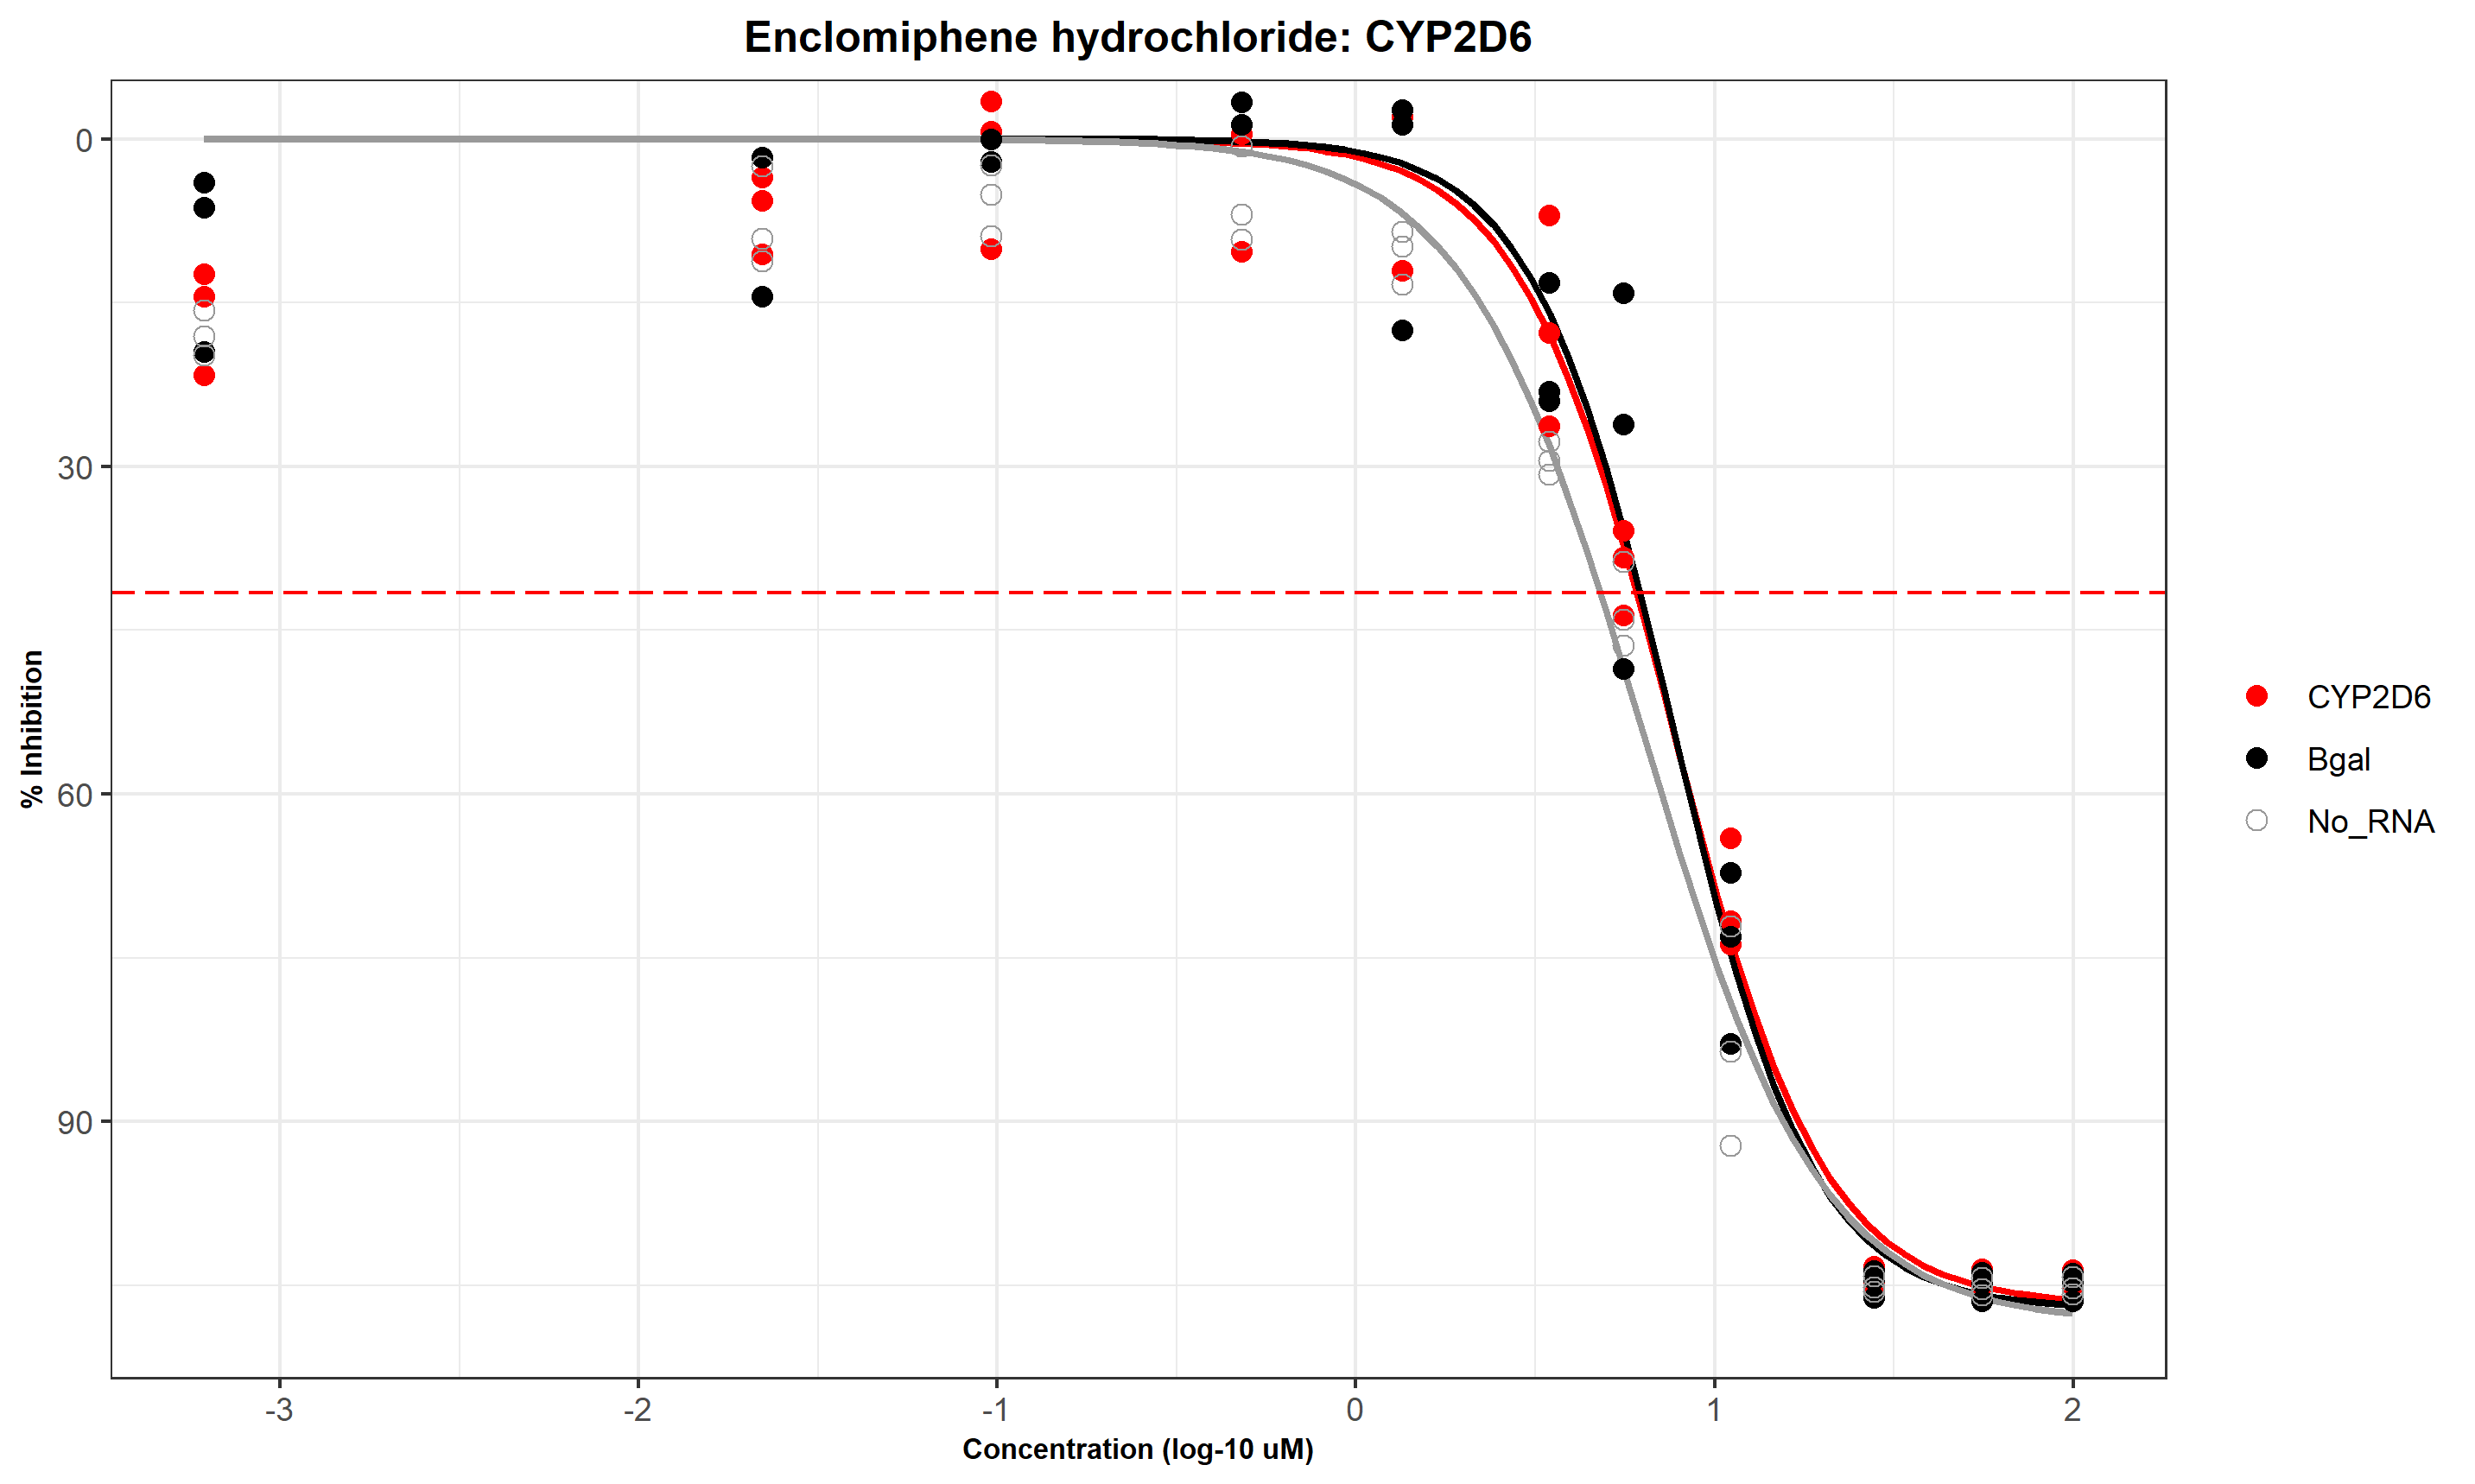 Enclomiphene hydrochloride: CYP2D6
% Inhibition
0
30
60
90
-3
-2
-1
0
1
2
Concentration (log-10 uM)
CYP2D6
Bgal
No_RNA